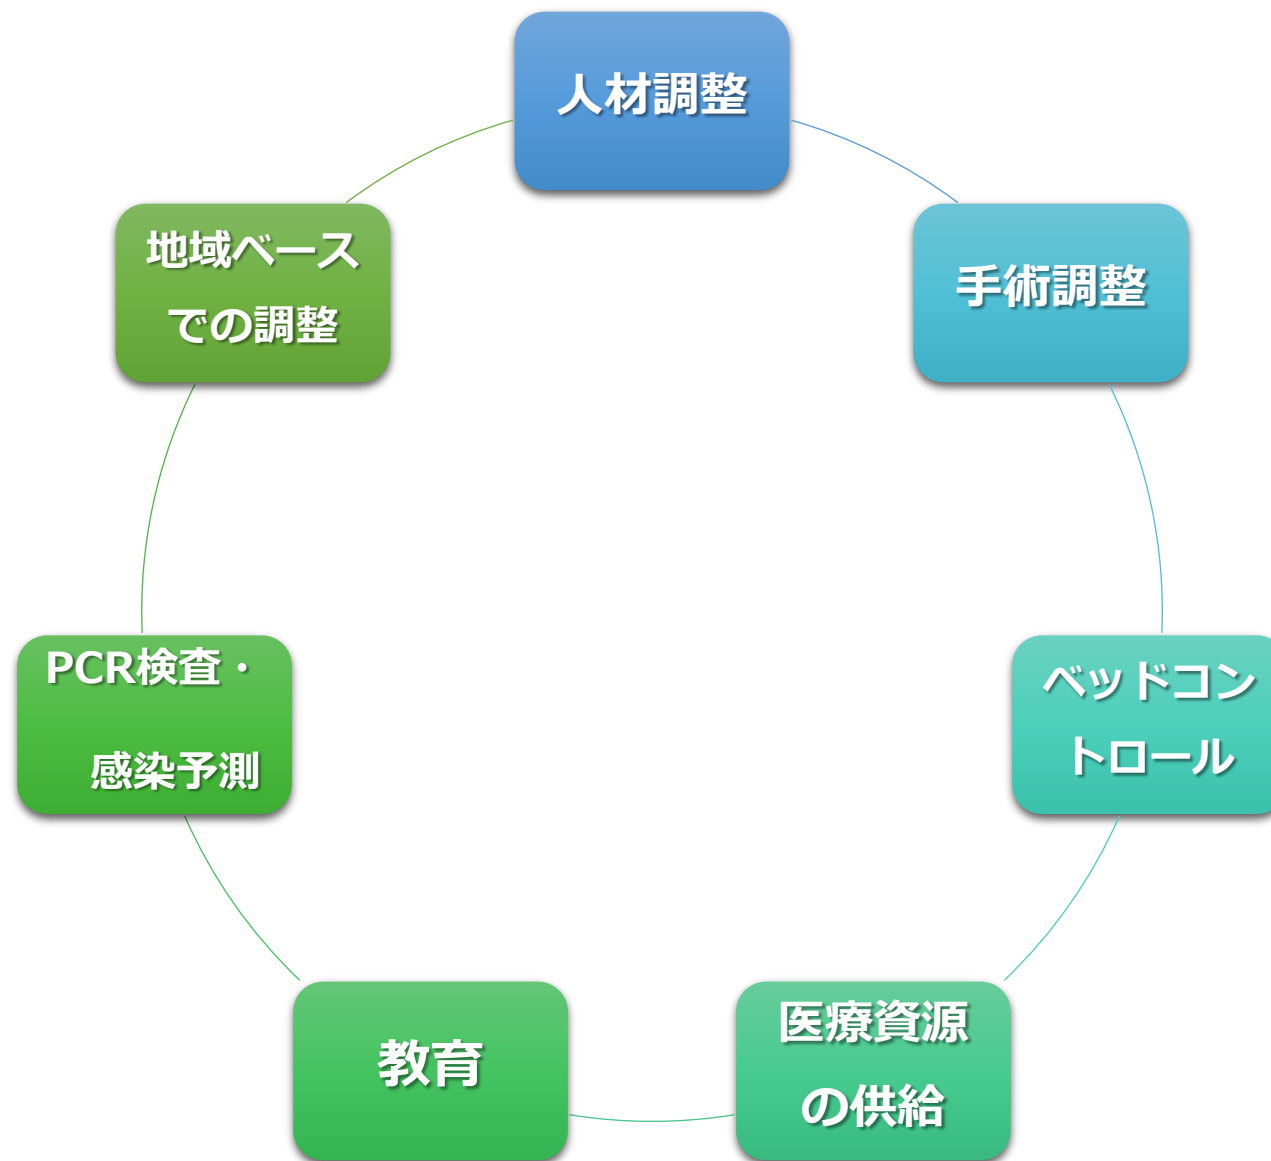 人材調整
手術調整
ベッドコン
トロール
医療資源
の供給
教育
PCR検査・
感染予測
地域ベース
での調整